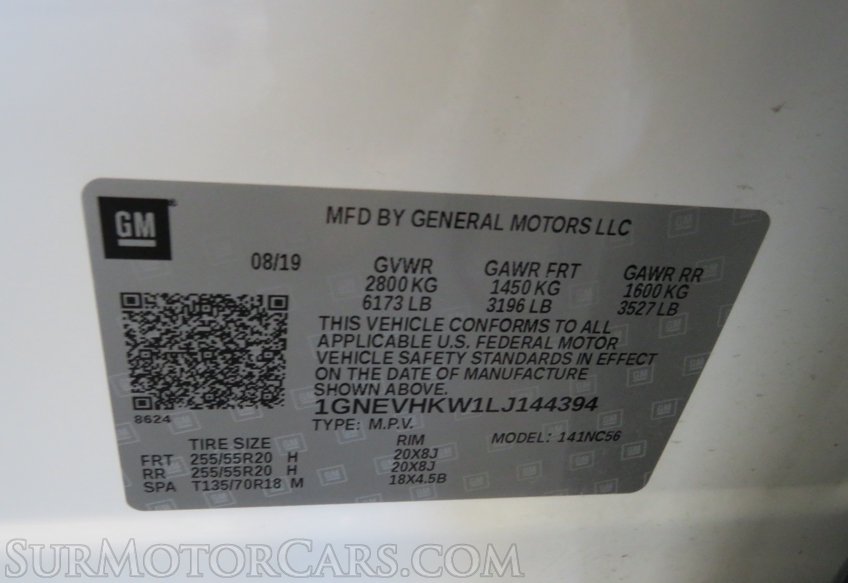 GM
MFD BY GENERAL MOTORS LLC
08/19 GVWR GAWR FRT GAWR RR
2800 KG 1450 KG 1600 KG
6173 LB 3196 LB 3527 LB
THIS VEHICLE CONFORMS TO ALL
APPLICABLE U.S. FEDERAL MOTOR
VEHICLE SAFETY STANDARDS IN EFFECT
ON THE DATE OF MANUFACTURE
SHOWN ABOVE.
1GNEVHKW1LJ144394
8624
TYPE: M.P.V.
TIRE SIZE RIM MODEL: 141NC56
FRT 255/55R20 H 20X8J
RR 255/55R20 H 20X8J
SPA T135/70R18 M 18X4.5B
SURMOTORCARS.COM